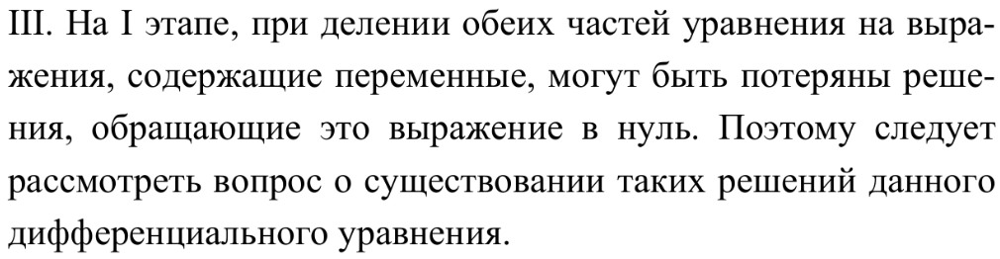 III. На I этапе, при делении обеих частей уравнения на выра-
жения, содержащие переменные, могут быть потеряны реше-
ния, обращающие это выражение в нуль. Поэтому следует
рассмотреть вопрос о существовании таких решений данного
дифференциального уравнения.